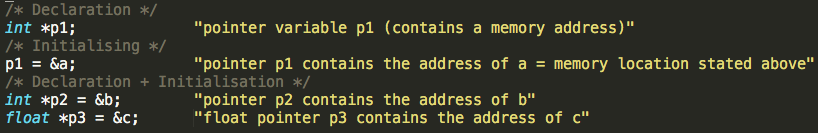 /* Declaration */
int *p1; "pointer variable p1 (contains a memory address)"
/* Initialising */
p1 = &a; "pointer p1 contains the address of a = memory location stated above"
/* Declaration + Initialisation */
int *p2 = &b; "pointer p2 contains the address of b"
float *p3 = &c; "float pointer p3 contains the address of c"